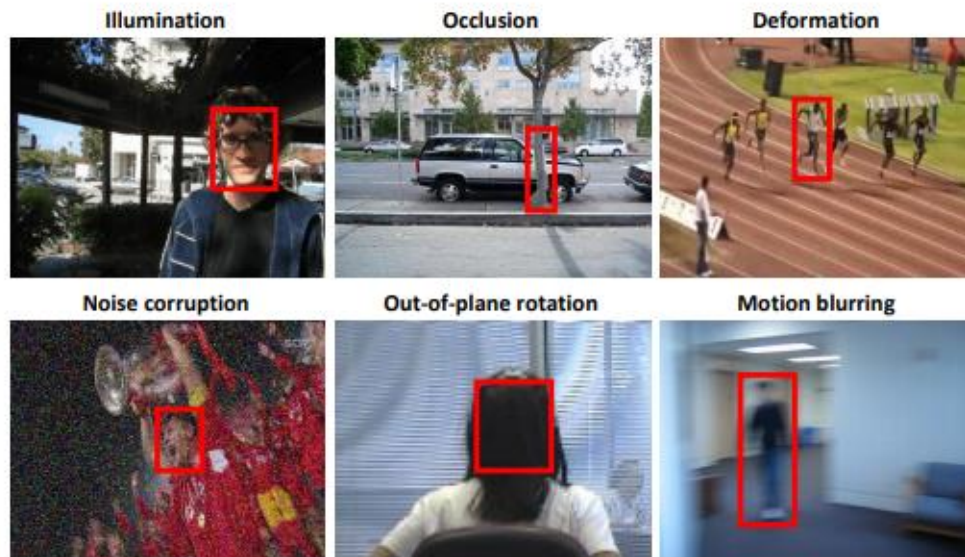 Illumination
Occlusion
Deformation
Noise corruption
Out-of-plane rotation
Motion blurring